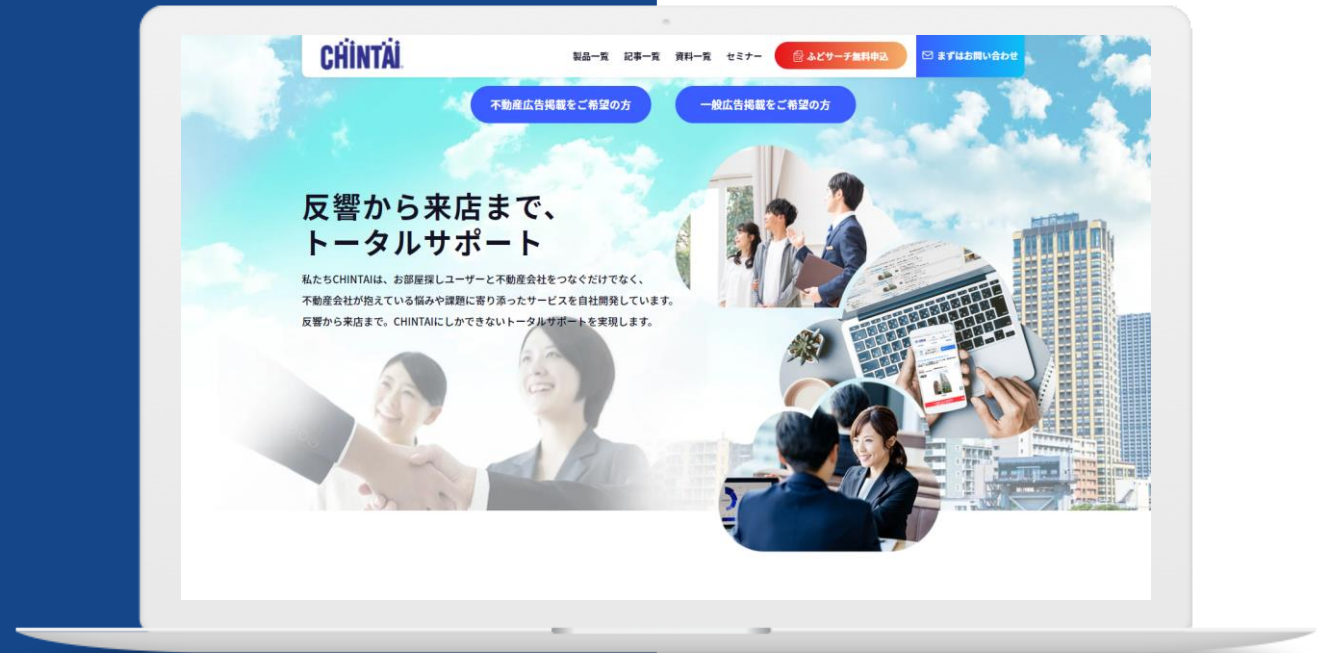 CHINTAI
製品一覧 記事一覧 資料一覧 セミナー ふどサーチ無料申込 まずはお問い合わせ
不動産広告掲載をご希望の方 一般広告掲載をご希望の方
反響から来店まで、
トータルサポート
私たちCHINTAIは、お部屋探しユーザーと不動産会社をつなぐだけでなく、
不動産会社が抱えている悩みや課題に寄り添ったサービスを自社開発しています。
反響から来店まで。CHINTAIにしかできないトータルサポートを実現します。